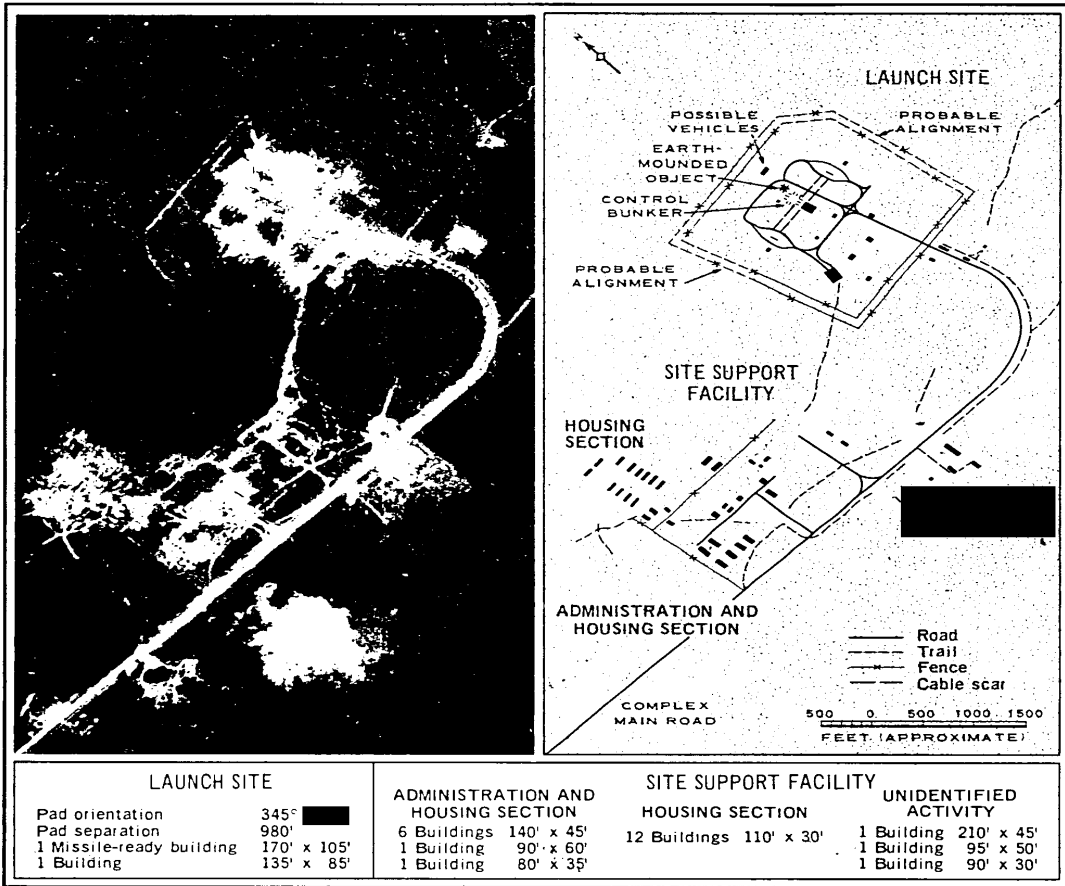 N
LAUNCH SITE
POSSIBLE
VEHICLES
PROBABLE
ALIGNMENT
EARTH-
MOUNDED
OBJECT
CONTROL
BUNKER
PROBABLE
ALIGNMENT
SITE SUPPORT
FACILITY
HOUSING
SECTION
ADMINISTRATION AND
HOUSING SECTION
COMPLEX
MAIN ROAD
Road
Trail
Fence
Cable scar
500 0 500 1000 1500
FEET (APPROXIMATE)
LAUNCH SITE
Pad orientation 345°
Pad separation 980'
1 Missile-ready building 170' x 105'
1 Building 135' x 85'
SITE SUPPORT FACILITY
ADMINISTRATION AND
HOUSING SECTION
6 Buildings 140' x 45'
1 Building 90' x 60'
1 Building 80' x 35'
HOUSING SECTION
12 Buildings 110' x 30'
UNIDENTIFIED
ACTIVITY
1 Building 210' x 45'
1 Building 95' x 50'
1 Building 90' x 30'